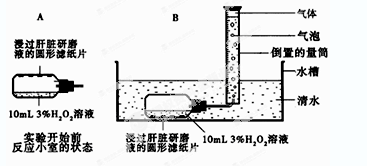 A
B
浸过肝脏研磨
液的圆形滤纸片
10mL 3%H₂O₂溶液
实验开始前
反应小室的状态
气体
气泡
倒置的量筒
水槽
清水
浸过肝脏研磨
液的圆形滤纸片
10mL 3%H₂O₂溶液